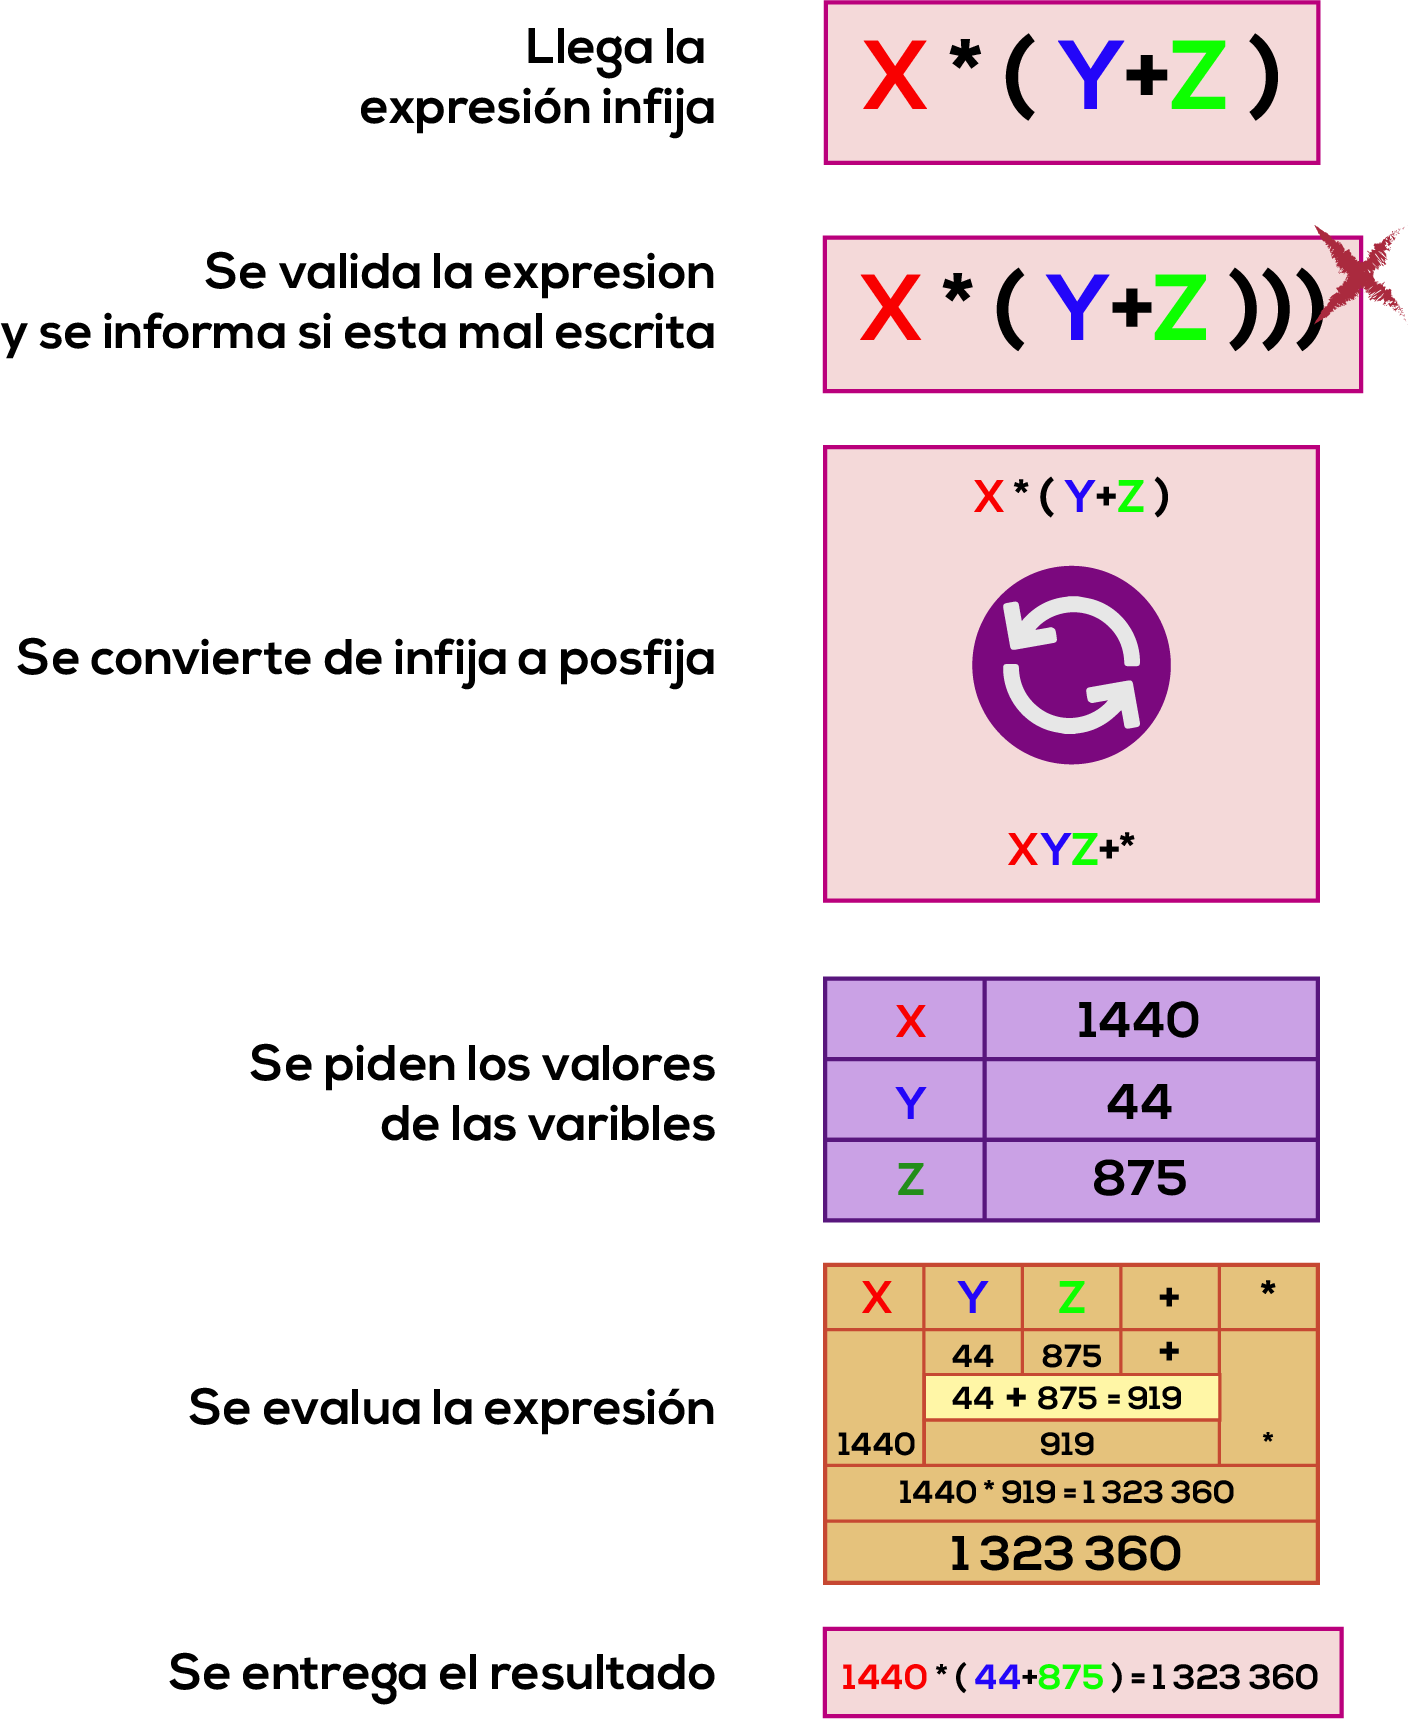 Llega la
expresión infija
X * ( Y+Z )
Se valida la expresion
y se informa si esta mal escrita
X * ( Y+Z )))
Se convierte de infija a posfija
X * ( Y+Z )
XYZ+*
Se piden los valores
de las varibles
X 1440
Y 44
Z 875
Se evalua la expresión
X Y Z + *
44 875 +
44 + 875 = 919
1440 919 *
1440 * 919 = 1 323 360
1 323 360
Se entrega el resultado
1440 * ( 44+875 ) = 1 323 360